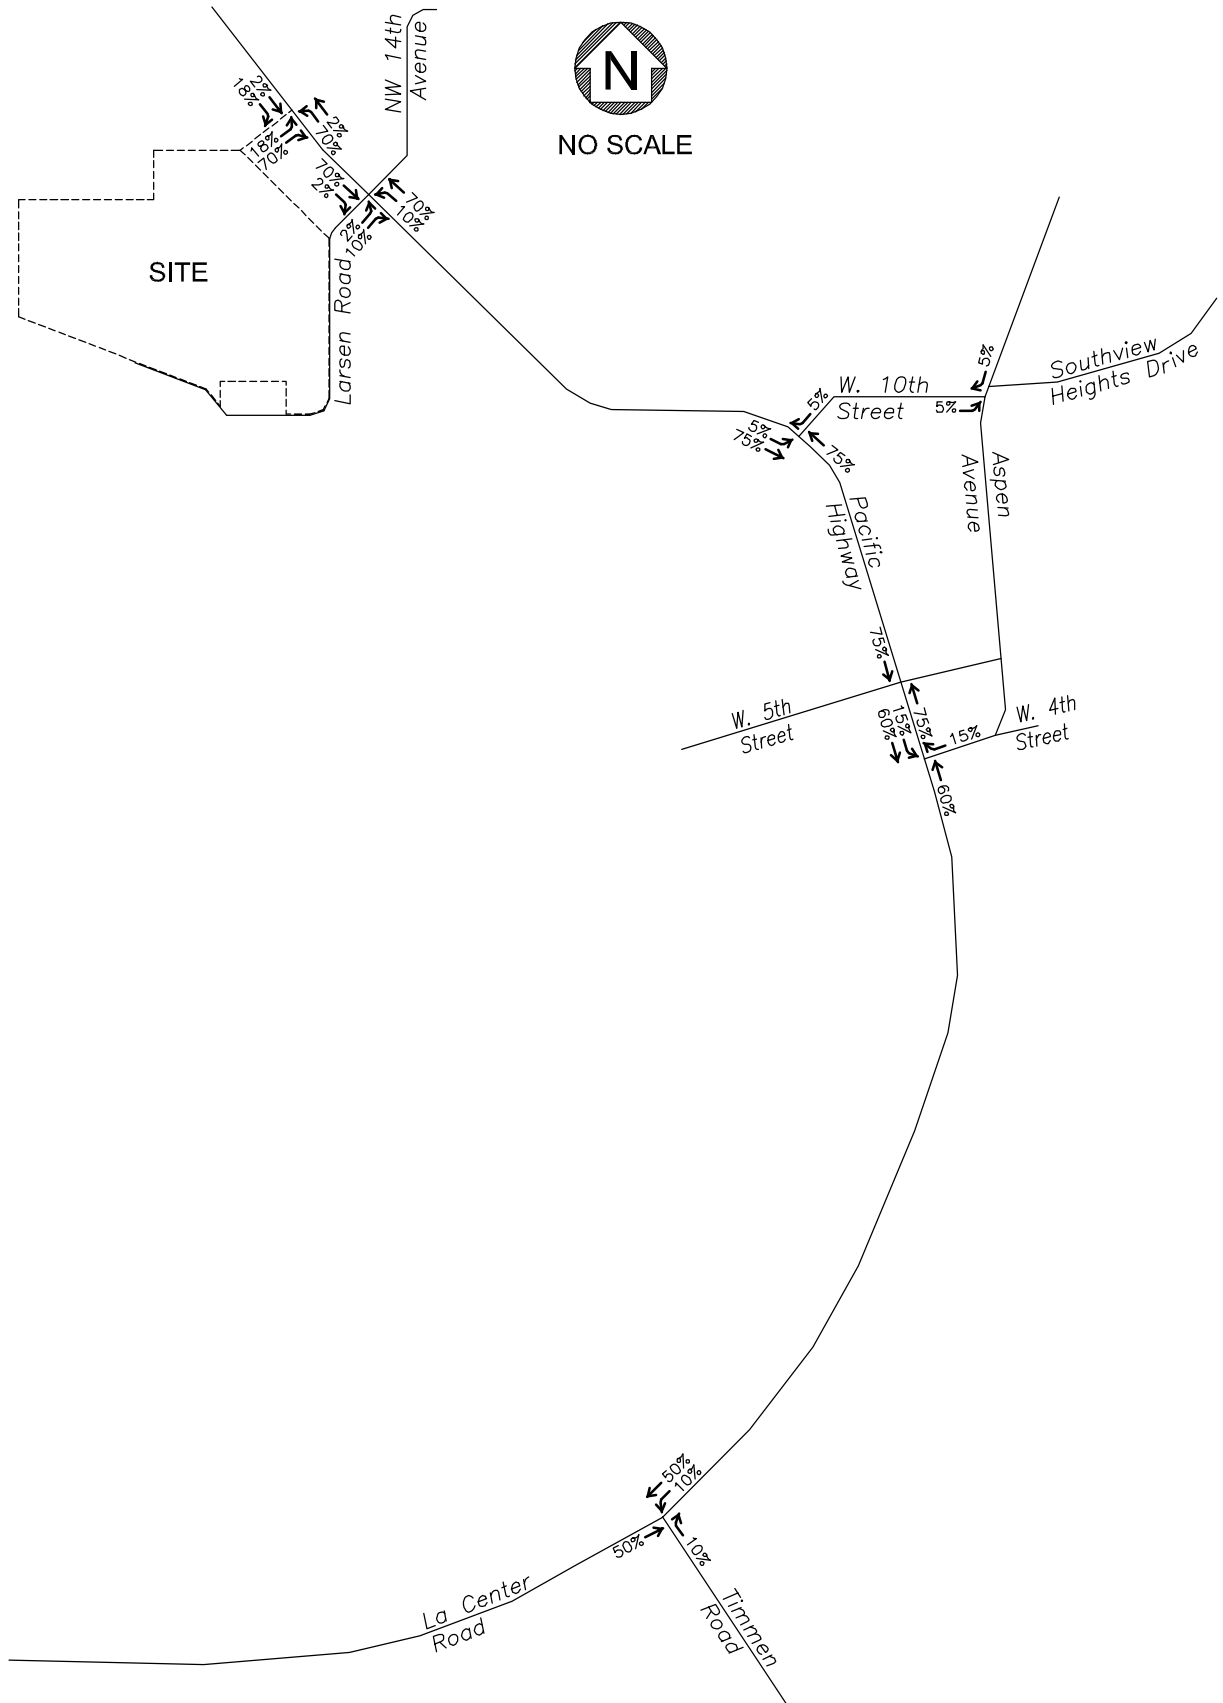 NW 14th
Avenue
N
NO SCALE
2%
18%
2%
70%
18%
70%
70%
2%
70%
10%
2%
10%
SITE
Larsen Road
5%
Southview
Heights Drive
W. 10th
Street
5%
5%
5%
75%
75%
Aspen
Avenue
Pacific
Highway
75%
W. 5th
Street
75%
15%
60%
15%
W. 4th
Street
60%
50%
10%
50%
10%
La Center
Road
Timmen
Road